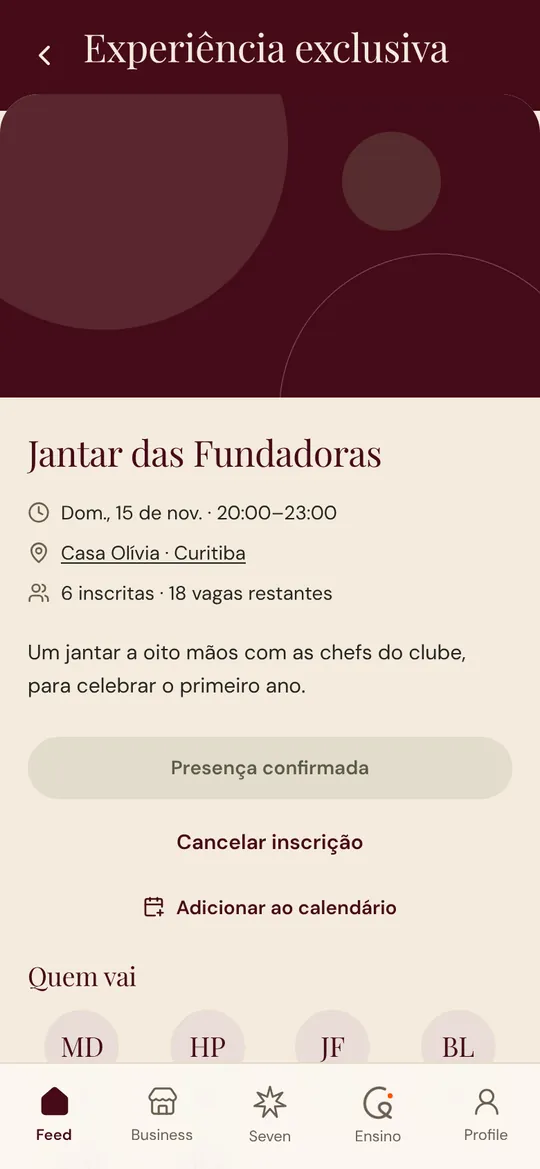 Experiência exclusiva
Jantar das Fundadoras
Dom., 15 de nov. · 20:00–23:00
Casa Olívia · Curitiba
6 inscritas · 18 vagas restantes
Um jantar a oito mãos com as chefs do clube,
para celebrar o primeiro ano.
Presença confirmada
Cancelar inscrição
Adicionar ao calendário
Quem vai
MD HP JF BL
Feed Business Seven Ensino Profile